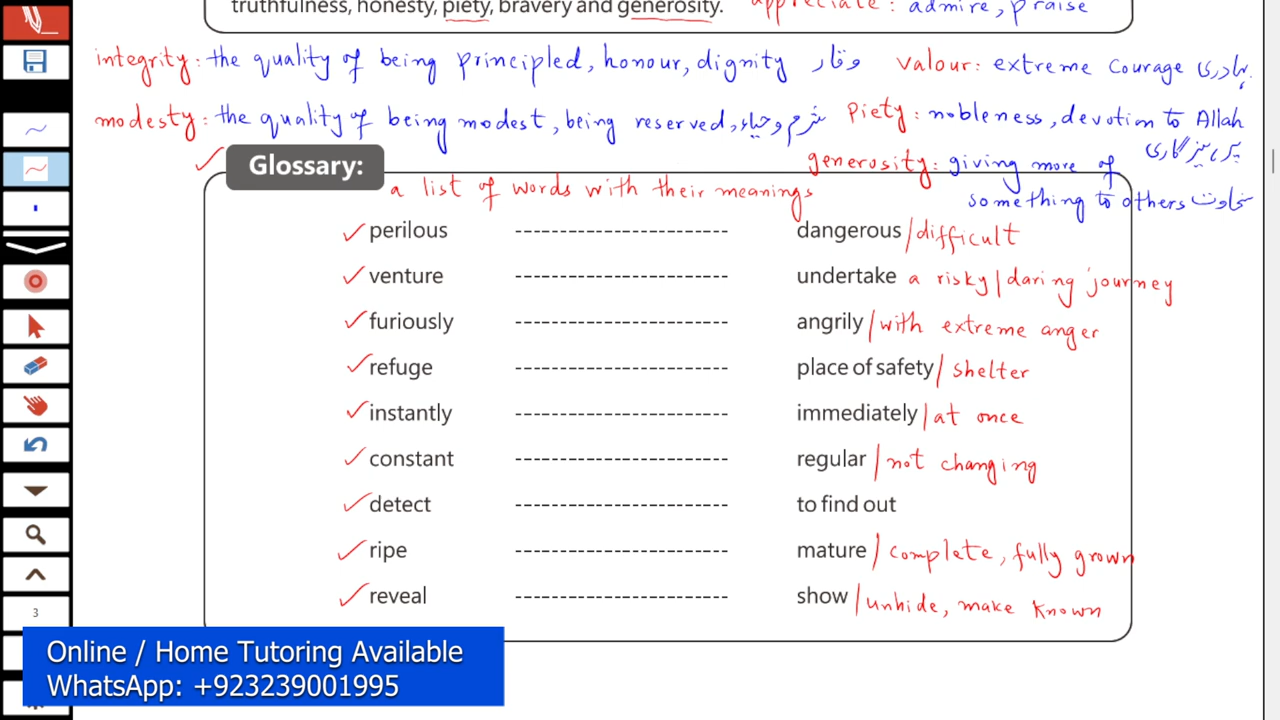 truthfulness, honesty, piety, bravery and generosity. appreciate: admire, praise
integrity: the quality of being principled, honour, dignity وقار valour: extreme courage بہادری
modesty: the quality of being modest, being reserved, شرم و حیاء piety: nobleness, devotion to Allah
پرہیزگاری
Glossary: generosity: giving more of
a list of words with their meanings something to others سخاوت
perilous -------------------------- dangerous / difficult
venture -------------------------- undertake a risky / daring journey
furiously -------------------------- angrily / with extreme anger
refuge -------------------------- place of safety / shelter
instantly -------------------------- immediately / at once
constant -------------------------- regular / not changing
detect -------------------------- to find out
ripe -------------------------- mature / complete, fully grown
reveal -------------------------- show / unhide, make known
3
Online / Home Tutoring Available
WhatsApp: +923239001995